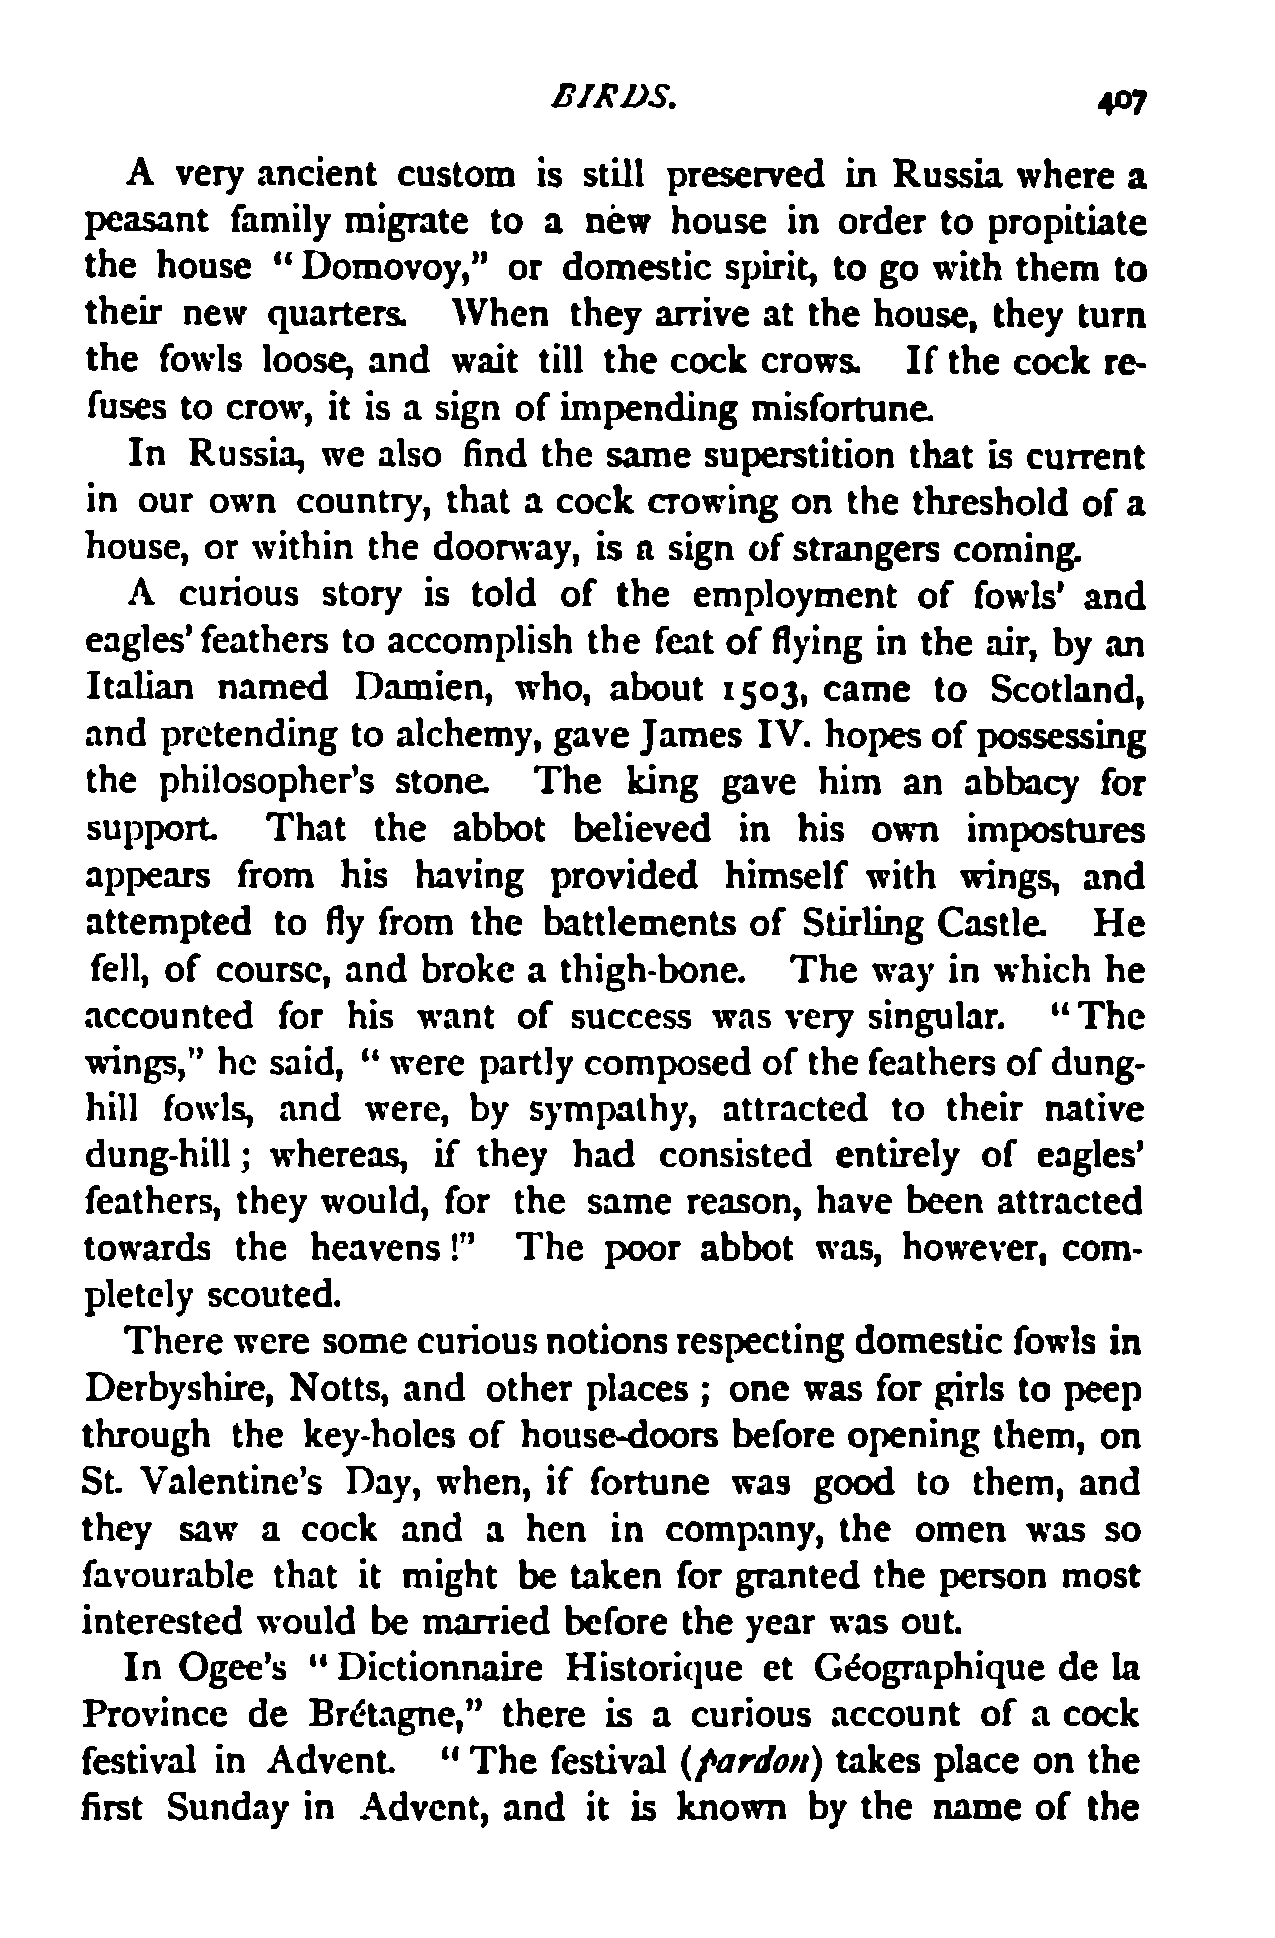 BIRDS. 407
A very ancient custom is still preserved in Russia where a
peasant family migrate to a new house in order to propitiate
the house “Domovoy,” or domestic spirit, to go with them to
their new quarters. When they arrive at the house, they turn
the fowls loose, and wait till the cock crows. If the cock re-
fuses to crow, it is a sign of impending misfortune.
In Russia, we also find the same superstition that is current
in our own country, that a cock crowing on the threshold of a
house, or within the doorway, is a sign of strangers coming.
A curious story is told of the employment of fowls' and
eagles' feathers to accomplish the feat of flying in the air, by an
Italian named Damien, who, about 1503, came to Scotland,
and pretending to alchemy, gave James IV. hopes of possessing
the philosopher's stone. The king gave him an abbacy for
support. That the abbot believed in his own impostures
appears from his having provided himself with wings, and
attempted to fly from the battlements of Stirling Castle. He
fell, of course, and broke a thigh-bone. The way in which he
accounted for his want of success was very singular. “The
wings,” he said, “were partly composed of the feathers of dung-
hill fowls, and were, by sympathy, attracted to their native
dung-hill; whereas, if they had consisted entirely of eagles'
feathers, they would, for the same reason, have been attracted
towards the heavens!” The poor abbot was, however, com-
pletely scouted.
There were some curious notions respecting domestic fowls in
Derbyshire, Notts, and other places; one was for girls to peep
through the key-holes of house-doors before opening them, on
St. Valentine's Day, when, if fortune was good to them, and
they saw a cock and a hen in company, the omen was so
favourable that it might be taken for granted the person most
interested would be married before the year was out.
In Ogee's “Dictionnaire Historique et Géographique de la
Province de Brétagne,” there is a curious account of a cock
festival in Advent. “The festival (pardon) takes place on the
first Sunday in Advent, and it is known by the name of the